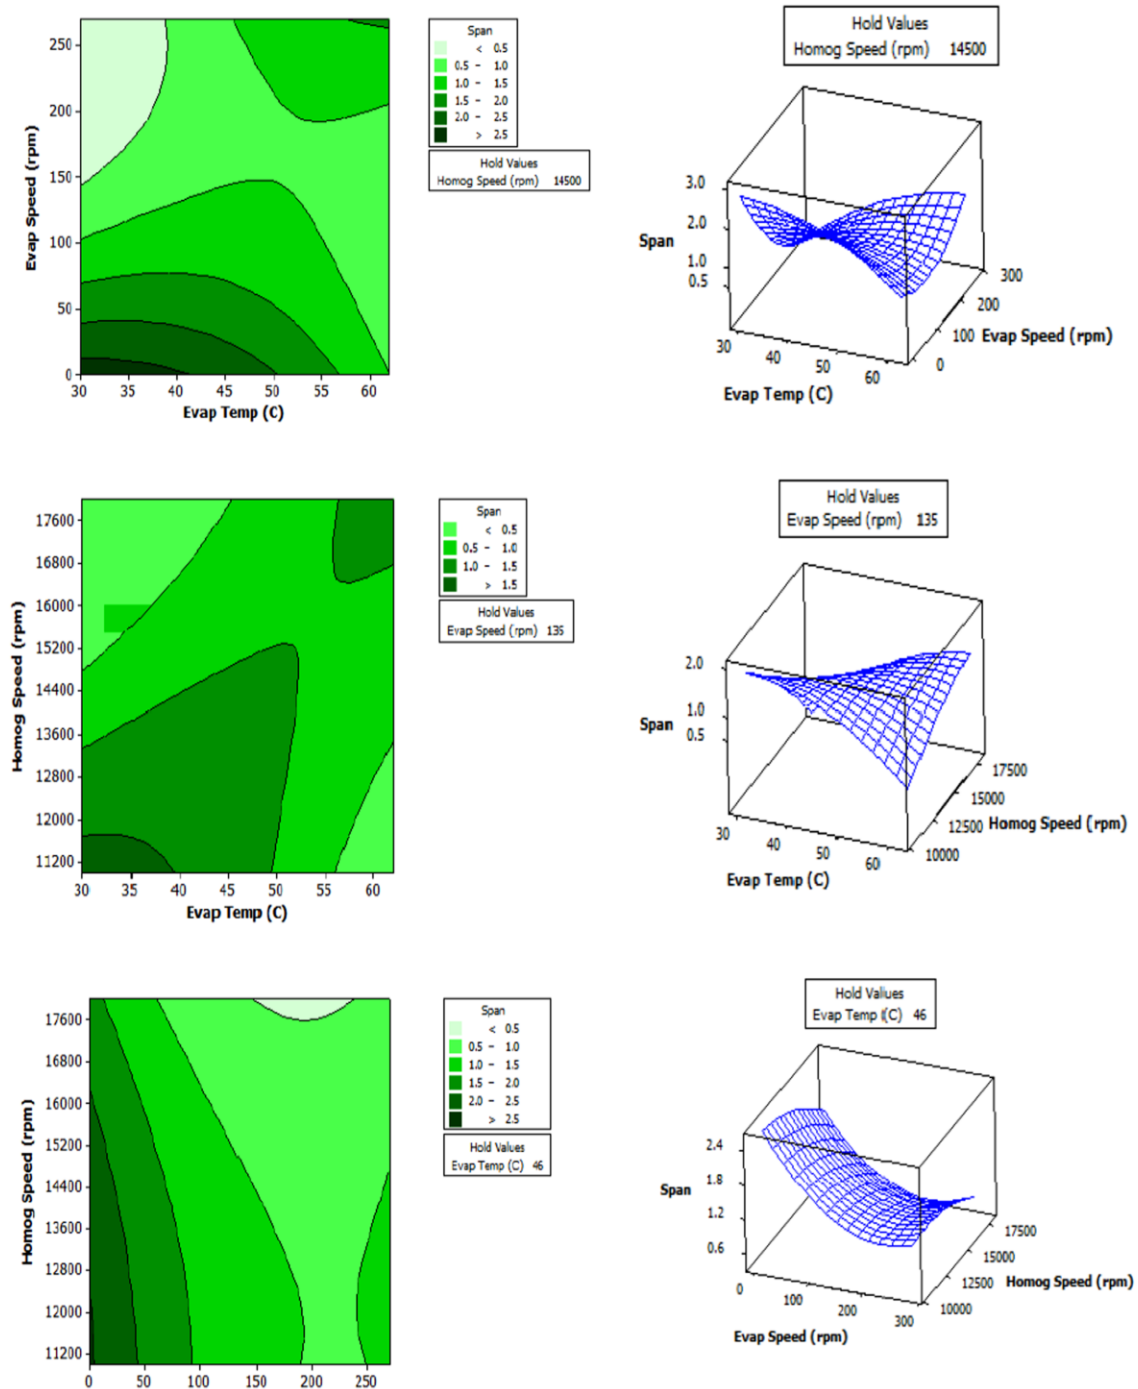 Span
< 0.5
0.5 - 1.0
1.0 - 1.5
1.5 - 2.0
2.0 - 2.5
> 2.5
Hold Values
Homog Speed (rpm) 14500
Evap Speed (rpm)
250
200
150
100
50
0
30 35 40 45 50 55 60
Evap Temp (C)
Hold Values
Homog Speed (rpm) 14500
Span
3.0
2.0
1.0
0.5
30 40 50 60
Evap Temp (C)
0 100 200 300
Evap Speed (rpm)
Span
< 0.5
0.5 - 1.0
1.0 - 1.5
> 1.5
Hold Values
Evap Speed (rpm) 135
Homog Speed (rpm)
17600
16800
16000
15200
14400
13600
12800
12000
11200
30 35 40 45 50 55 60
Evap Temp (C)
Hold Values
Evap Speed (rpm) 135
Span
2.0
1.0
0.5
30 40 50 60
Evap Temp (C)
10000 12500 15000 17500
Homog Speed (rpm)
Span
< 0.5
0.5 - 1.0
1.0 - 1.5
1.5 - 2.0
2.0 - 2.5
> 2.5
Hold Values
Evap Temp (C) 46
Homog Speed (rpm)
17600
16800
16000
15200
14400
13600
12800
12000
11200
0 50 100 150 200 250
Hold Values
Evap Temp (C) 46
Span
2.4
1.8
1.2
0.6
0 100 200 300
Evap Speed (rpm)
10000 12500 15000 17500
Homog Speed (rpm)